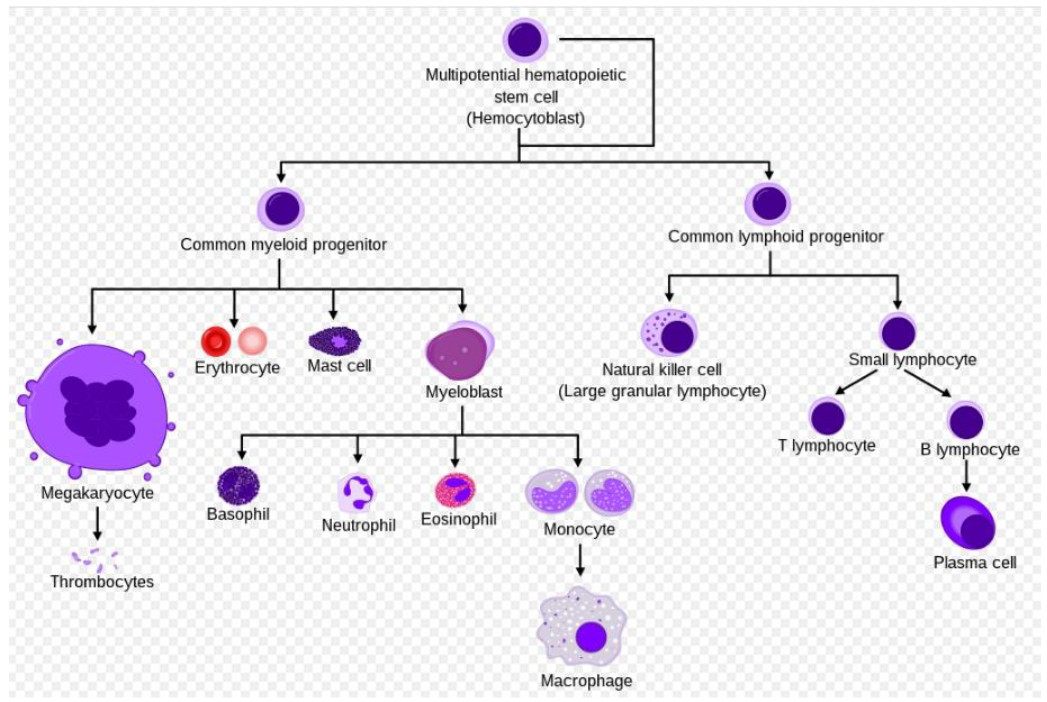 Multipotential hematopoietic
stem cell
(Hemocytoblast)
Common myeloid progenitor
Common lymphoid progenitor
Erythrocyte
Mast cell
Myeloblast
Natural killer cell
(Large granular lymphocyte)
Small lymphocyte
T lymphocyte
B lymphocyte
Megakaryocyte
Basophil
Neutrophil
Eosinophil
Monocyte
Plasma cell
Thrombocytes
Macrophage